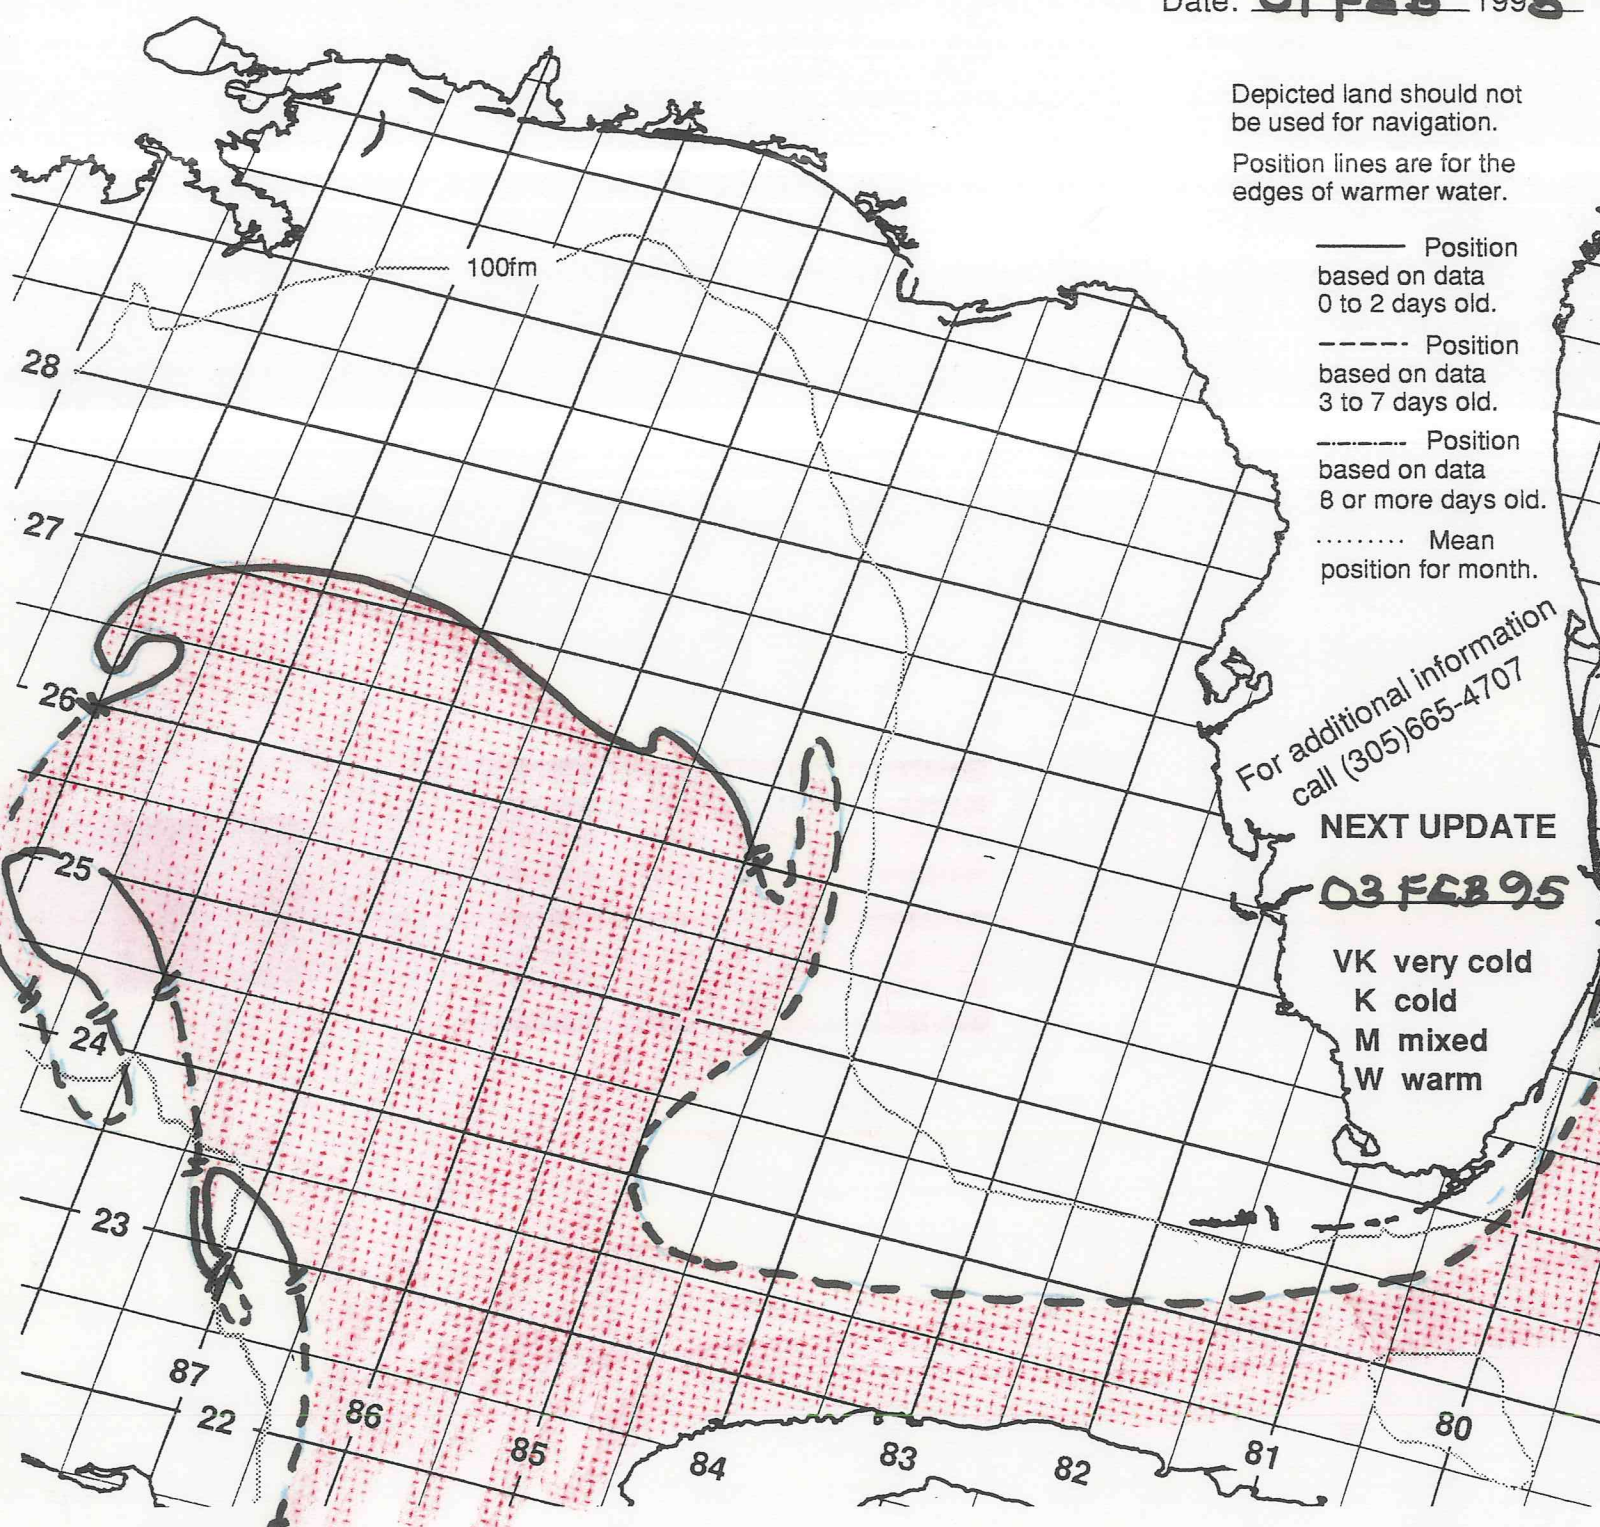 Date: 01 FEB 1995
Depicted land should not
be used for navigation.
Position lines are for the
edges of warmer water.
Position
based on data
0 to 2 days old.
Position
based on data
3 to 7 days old.
Position
based on data
8 or more days old.
Mean
position for month.
For additional information
call (305)665-4707
NEXT UPDATE
03 FEB 95
VK very cold
K cold
M mixed
W warm
100fm
28
27
26
25
24
23
22
87
86
85
84
83
82
81
80